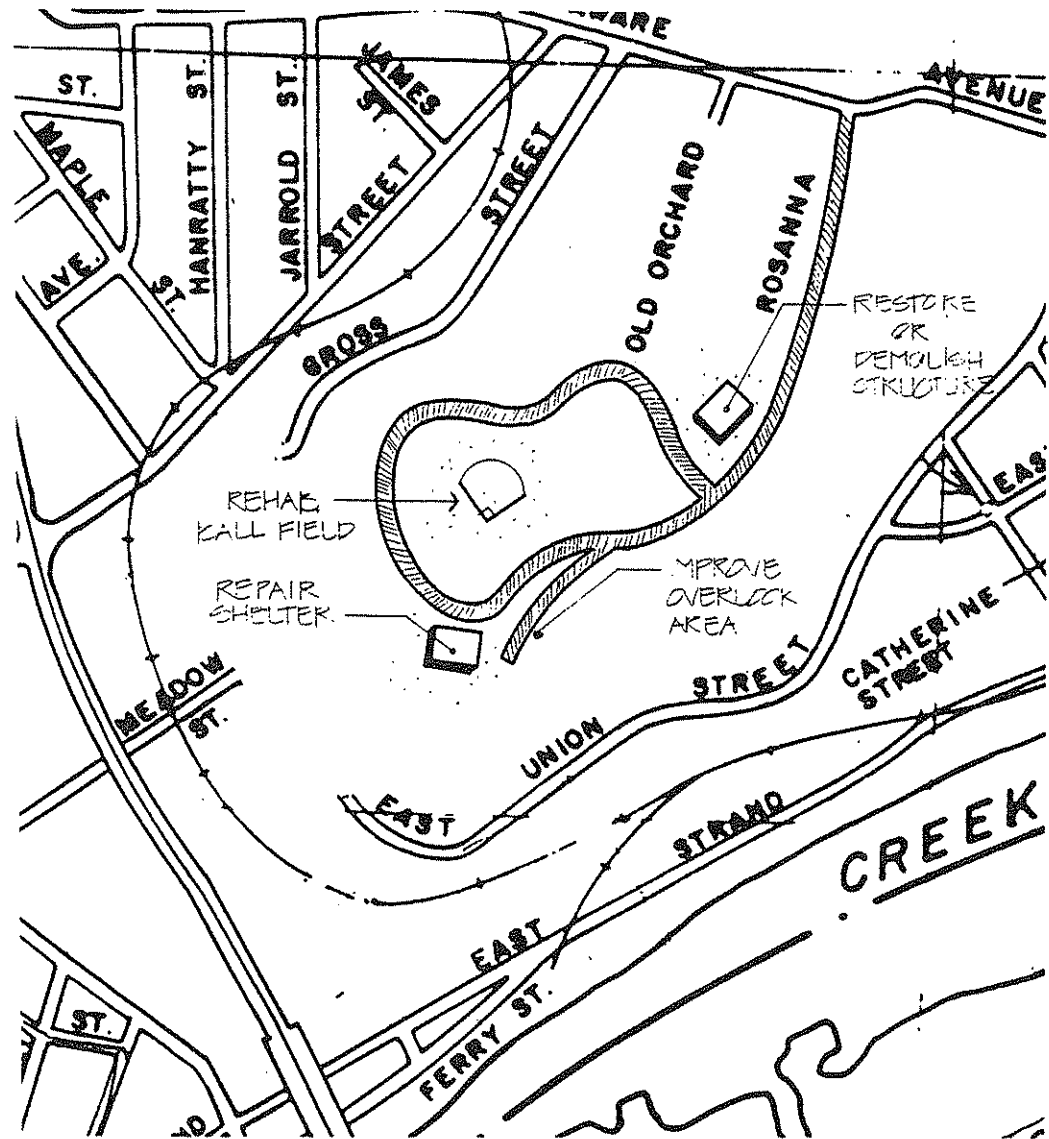 WARE
AVENUE
ST.
JAMES
ST.
MAPLE
ST.
HANRATTY ST.
JARROLD ST.
STREET
GROSS STREET
OLD ORCHARD
ROSANNA
AVE.
RESTORE
OR
DEMOLISH
STRUCTURE
EAST
REHAB
BALL FIELD
REPAIR
SHELTER
IMPROVE
OVERLOOK
AREA
MEADOW
ST.
CATHERINE
STREET
EAST UNION STREET
EAST STRAND
CREEK
FERRY ST.
ST.
ND